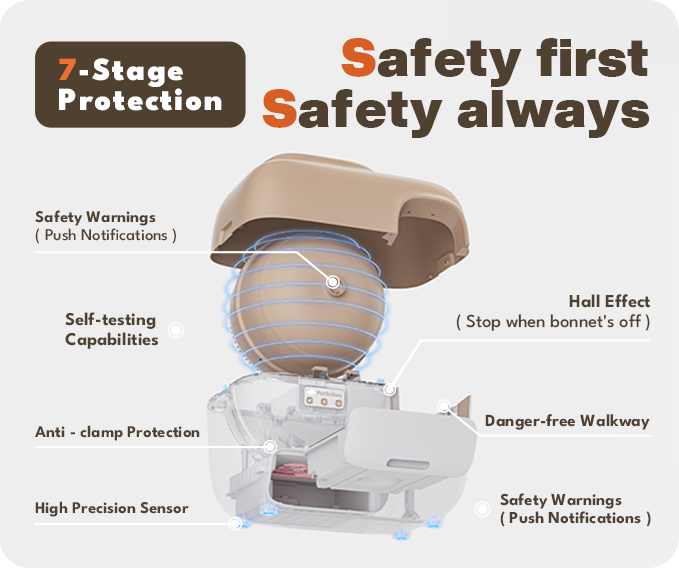 7-Stage
Protection
Safety first
Safety always
Safety Warnings
( Push Notifications )
Self-testing
Capabilities
Hall Effect
( Stop when bonnet's off )
Danger-free Walkway
Anti - clamp Protection
High Precision Sensor
Safety Warnings
( Push Notifications )